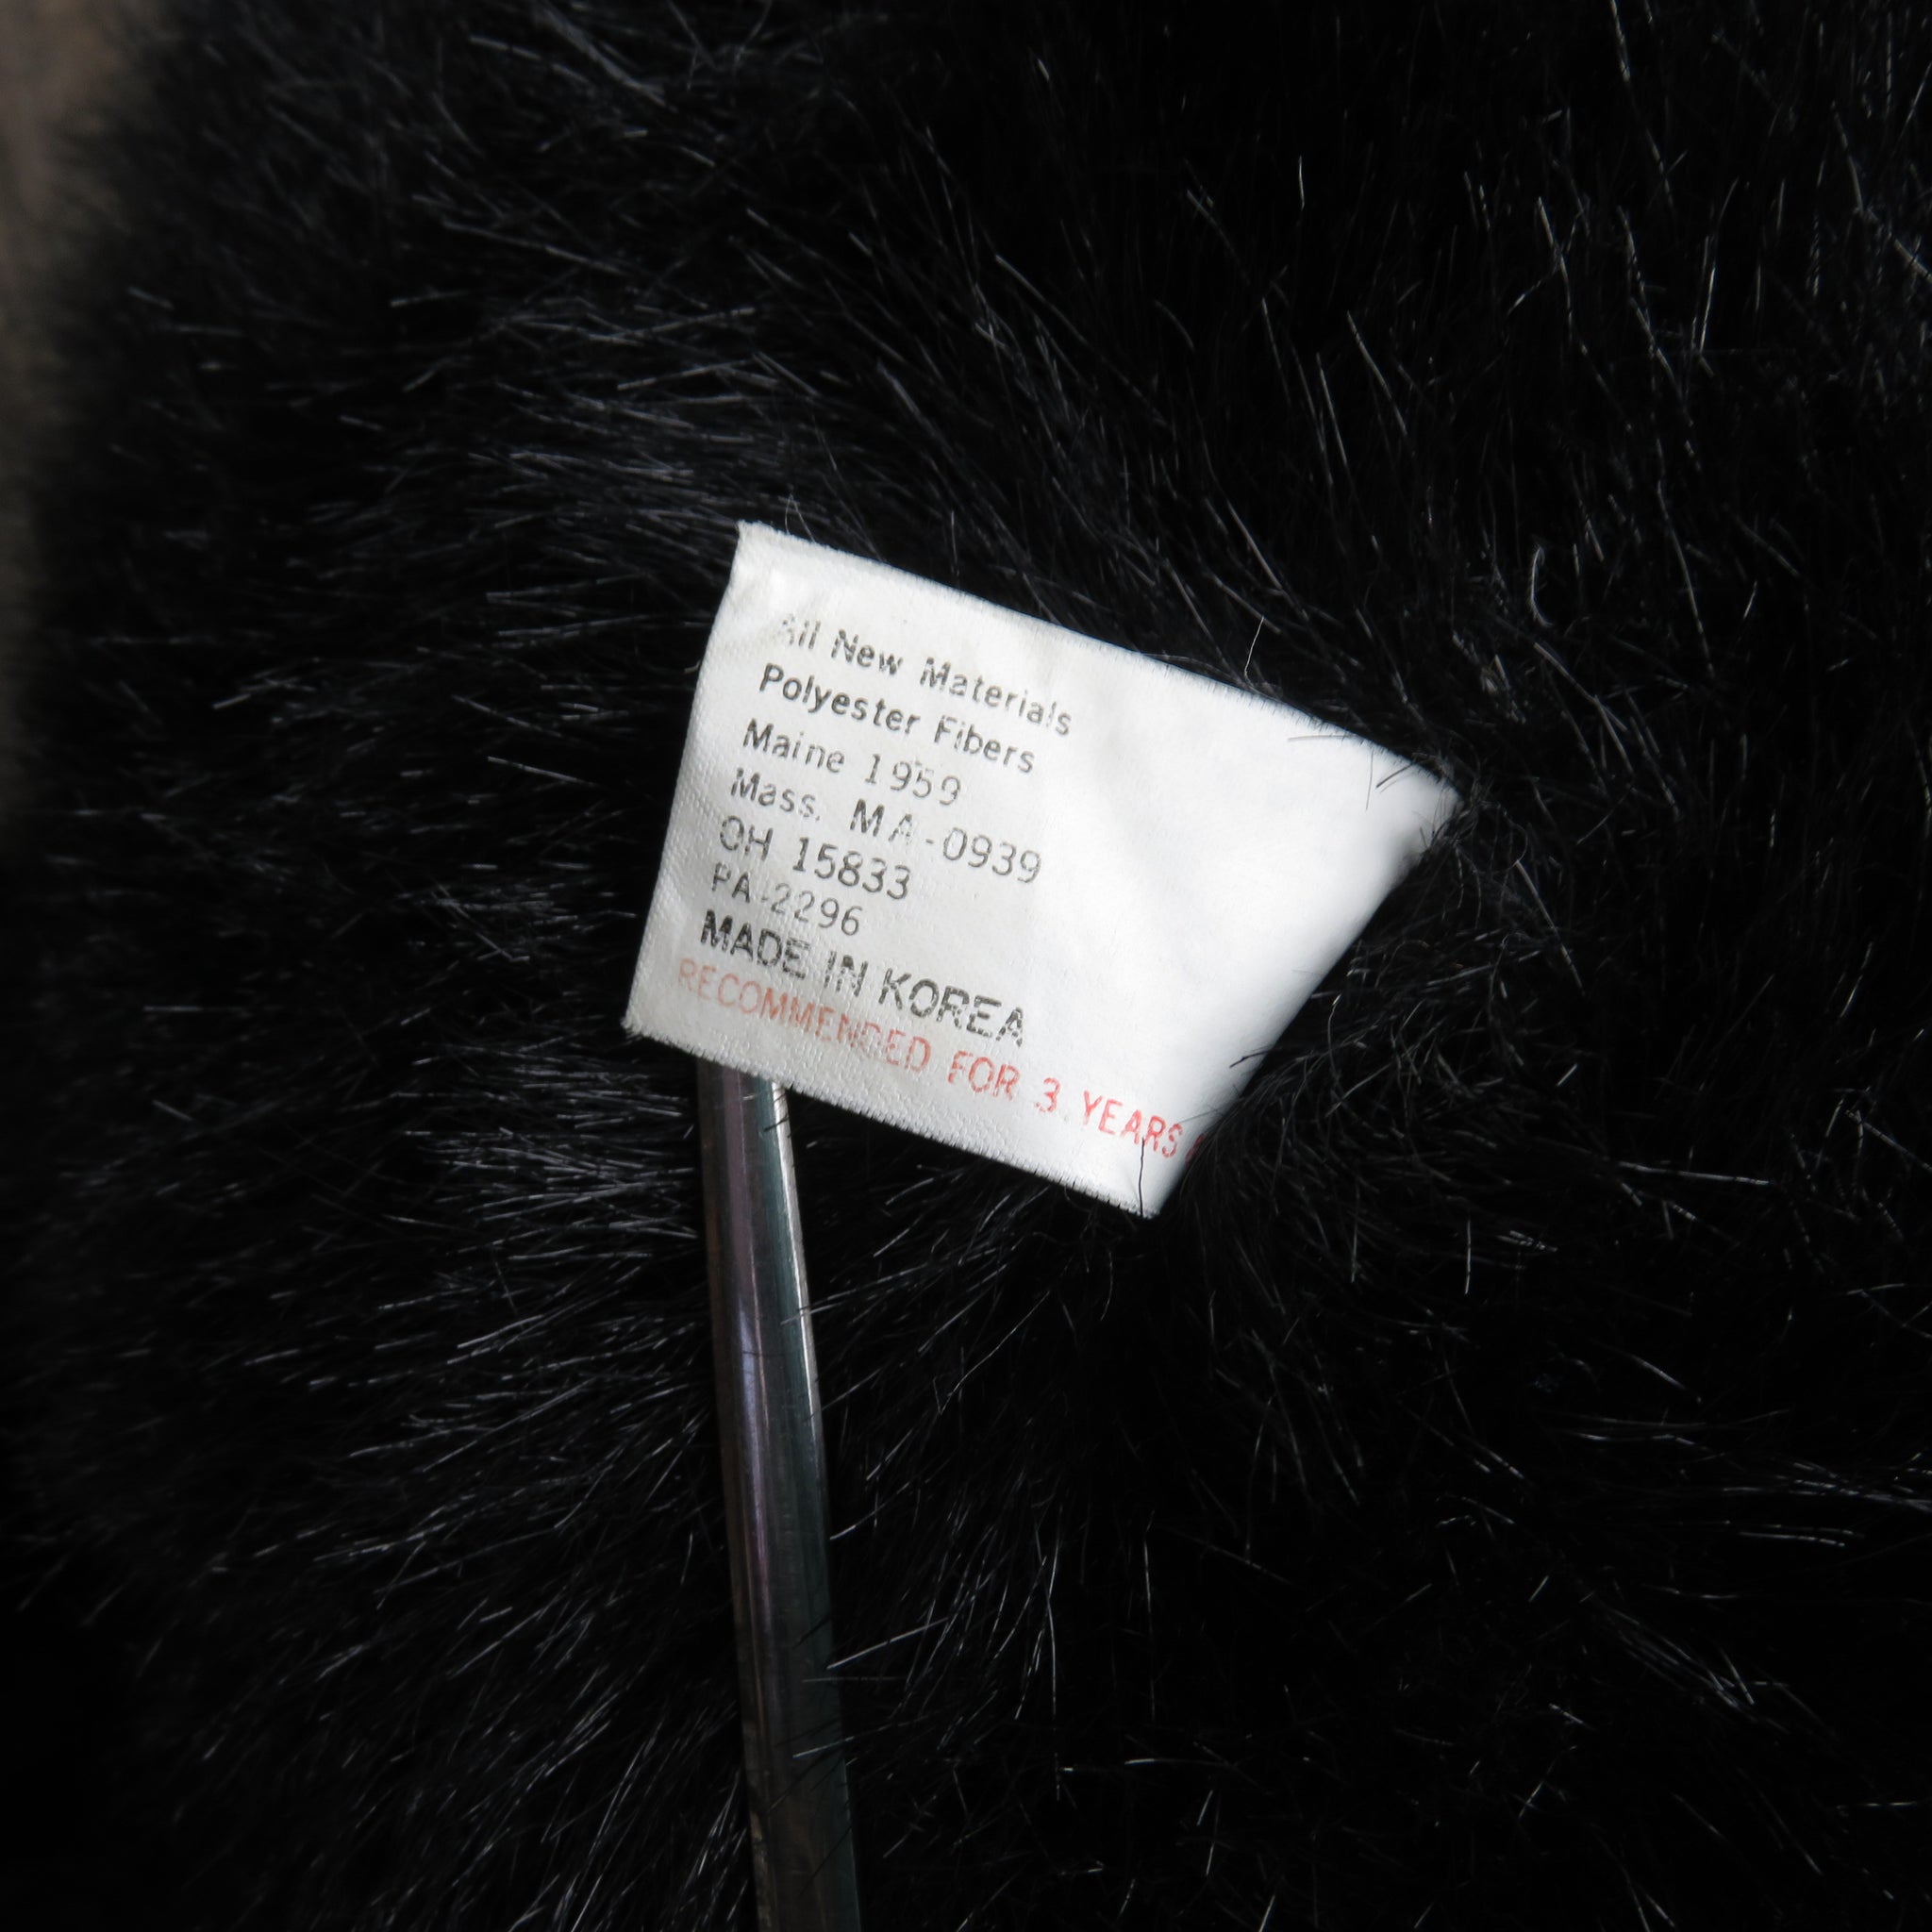 All New Materials
Polyester Fibers
Maine 1959
Mass. MA-0939
OH 15833
PA-2296
MADE IN KOREA
RECOMMENDED FOR 3 YEARS